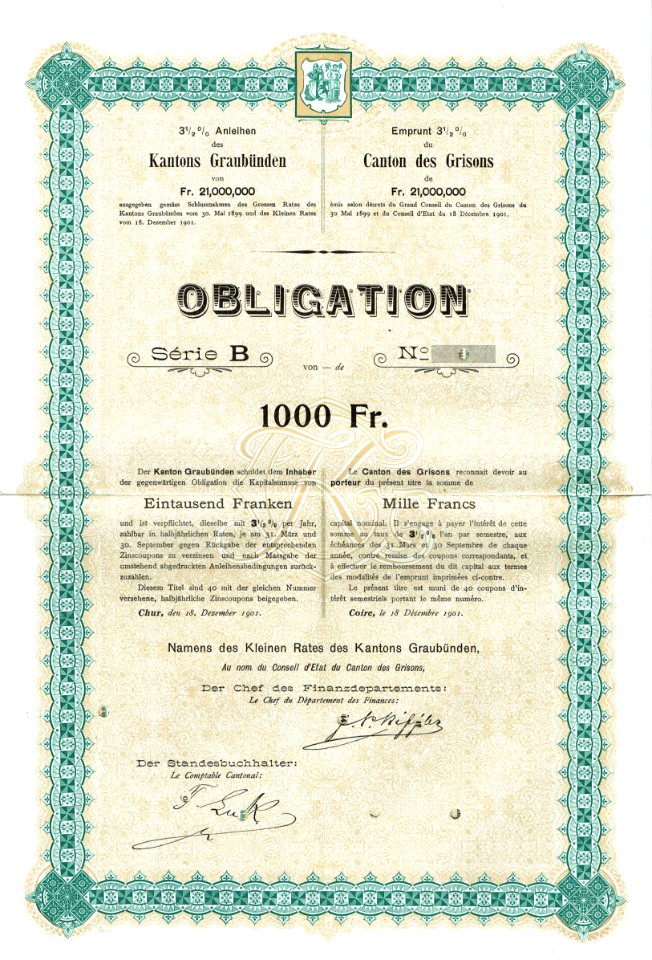 3 1/2 % Anleihen
des
Kantons Graubünden
von
Fr. 21,000,000
ausgegeben gemäss Schlussnahmen des Grossen Rates des
Kantons Graubünden vom 30. Mai 1899 und des Kleinen Rates
vom 18. Dezember 1901.
Emprunt 3 1/2 %
du
Canton des Grisons
de
Fr. 21,000,000
émis selon décrets du Grand Conseil du Canton des Grisons du
30 Mai 1899 et du Conseil d'Etat du 18 Décembre 1901.
OBLIGATION
Série B
von — de
No
1000 Fr.
Der Kanton Graubünden schuldet dem Inhaber
der gegenwärtigen Obligation die Kapitalsumme von
Eintausend Franken
und ist verpflichtet, dieselbe mit 3 1/2 % per Jahr,
zahlbar in halbjährlichen Raten, je am 31. März und
30. September gegen Rückgabe der entsprechenden
Zinscoupons zu verzinsen und nach Massgabe der
umstehend abgedruckten Anleihensbedingungen zurück-
zuzahlen.
Diesem Titel sind 40 mit der gleichen Nummer
versehene, halbjährliche Zinscoupons beigegeben.
Chur, den 18. Dezember 1901.
Le Canton des Grisons reconnait devoir au
porteur du présent titre la somme de
Mille Francs
capital nominal. Il s'engage à payer l'intérêt de cette
somme au taux de 3 1/2 % l'an par semestre, aux
échéances des 31 Mars et 30 Septembre de chaque
année, contre remise des coupons correspondants, et
à effectuer le remboursement du dit capital aux termes
des modalités de l'emprunt imprimées ci-contre.
Le présent titre est muni de 40 coupons d'in-
térêt semestriels portant le même numéro.
Coire, le 18 Décembre 1901.
Namens des Kleinen Rates des Kantons Graubünden,
Au nom du Conseil d'Etat du Canton des Grisons,
Der Chef des Finanzdepartements:
Le Chef du Département des Finances:
Der Standesbuchhalter:
Le Comptable Cantonal: